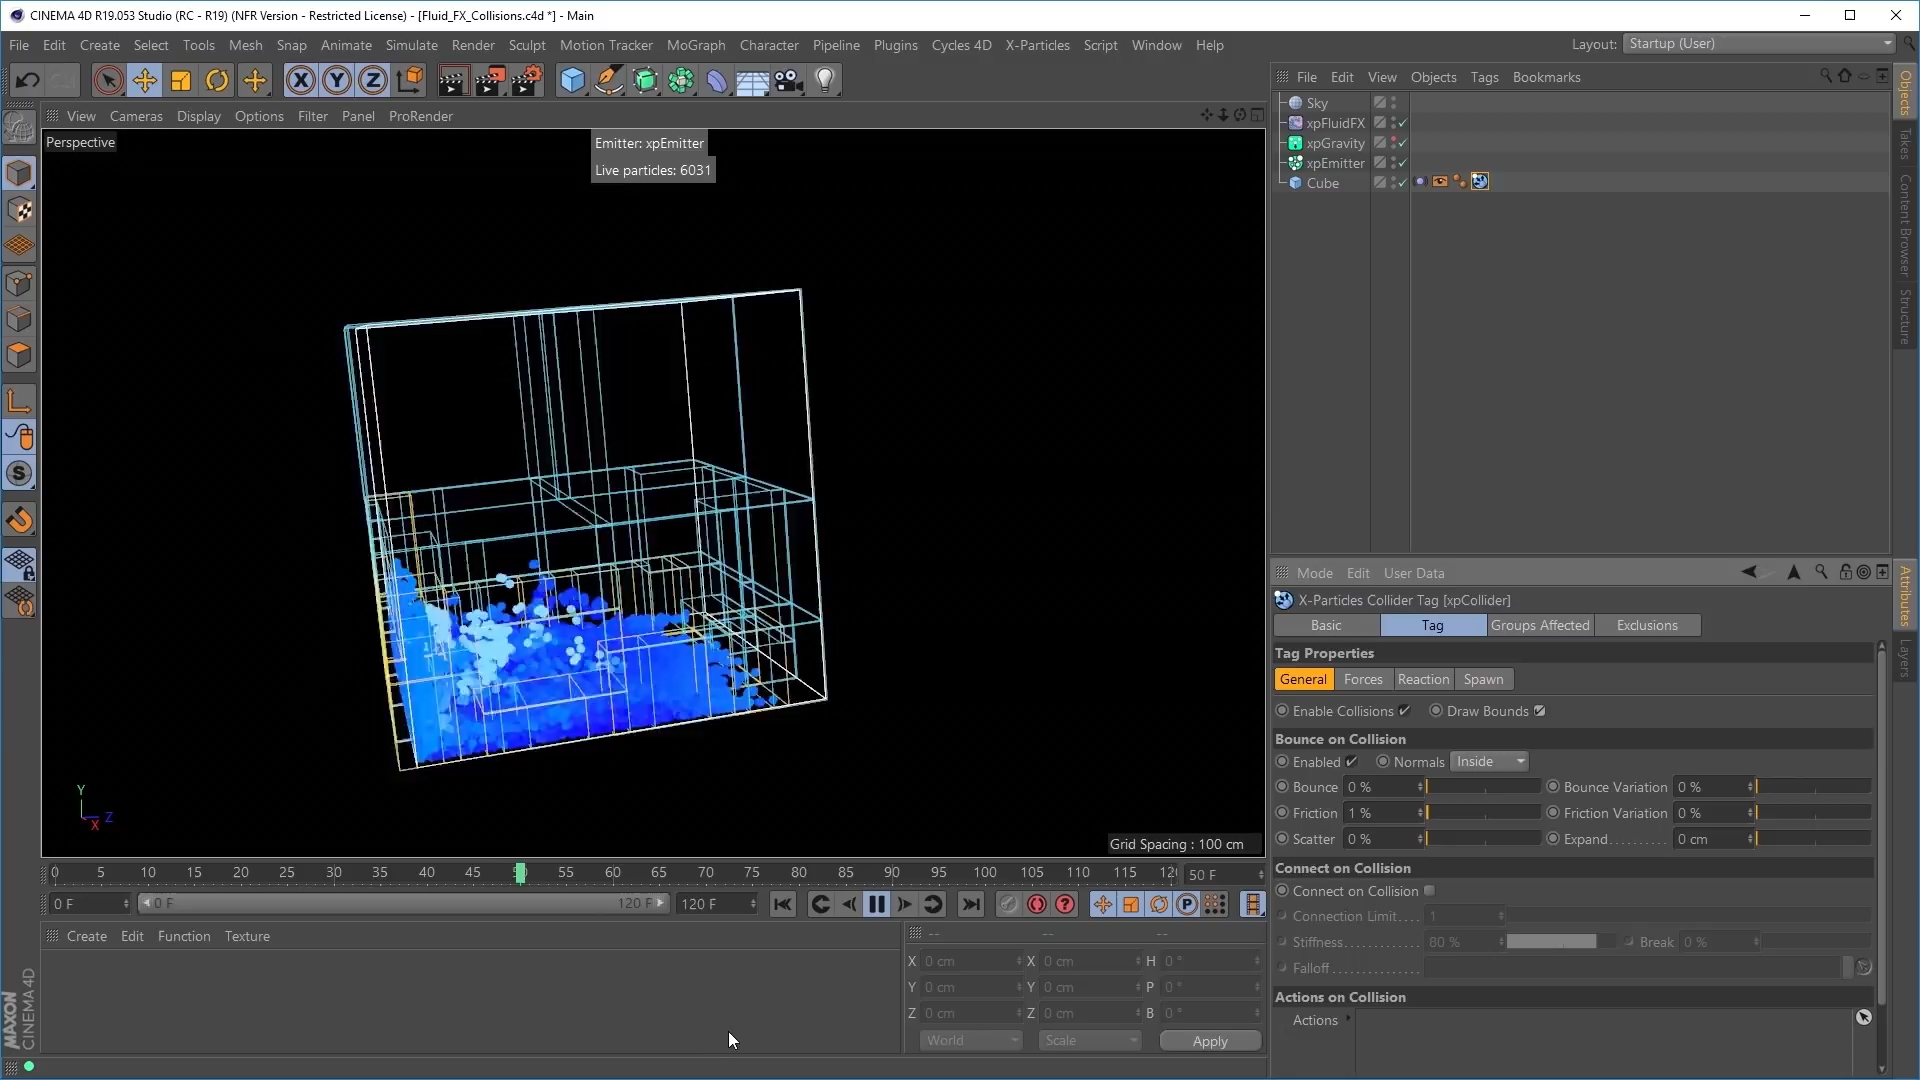 CINEMA 4D R19.053 Studio (RC - R19) (NFR Version - Restricted License) - [Fluid_FX_Collisions.c4d *] - Main
File Edit Create Select Tools Mesh Snap Animate Simulate Render Sculpt Motion Tracker MoGraph Character Pipeline Plugins Cycles 4D X-Particles Script Window Help
Layout: Startup (User)
X Y Z
File Edit View Objects Tags Bookmarks
View Cameras Display Options Filter Panel ProRender
Perspective
Emitter: xpEmitter
Live particles: 6031
Sky
xpFluidFX
xpGravity
xpEmitter
Cube
Objects
Takes
Content Browser
Structure
Mode Edit User Data
X-Particles Collider Tag [xpCollider]
Basic Tag Groups Affected Exclusions
Tag Properties
General Forces Reaction Spawn
Enable Collisions Draw Bounds
Bounce on Collision
Enabled Normals Inside
Bounce 0 % Bounce Variation 0 %
Friction 1 % Friction Variation 0 %
Scatter 0 % Expand......... 0 cm
Connect on Collision
Connect on Collision
Connection Limit.... 1
Stiffness............ 80 % Break 0 %
Falloff...............
Actions on Collision
Actions
Attributes
Layers
Y
Z
X
Grid Spacing : 100 cm
0 5 10 15 20 25 30 35 40 45 55 60 65 70 75 80 85 90 95 100 105 110 115 50 F
0 F 0 F 120 F 120 F
Create Edit Function Texture
-- -- --
X 0 cm X 0 cm H 0 °
Y 0 cm Y 0 cm P 0 °
Z 0 cm Z 0 cm B 0 °
World Scale Apply
MAXON
CINEMA 4D